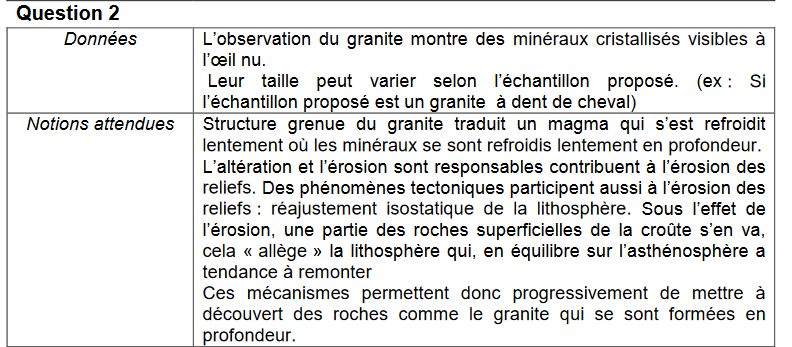 Question 2
Données
L'observation du granite montre des minéraux cristallisés visibles à
l'œil nu.
Leur taille peut varier selon l'échantillon proposé. (ex : Si
l'échantillon proposé est un granite à dent de cheval)
Notions attendues
Structure grenue du granite traduit un magma qui s'est refroidit
lentement où les minéraux se sont refroidis lentement en profondeur.
L'altération et l'érosion sont responsables contribuent à l'érosion des
reliefs. Des phénomènes tectoniques participent aussi à l'érosion des
reliefs : réajustement isostatique de la lithosphère. Sous l'effet de
l'érosion, une partie des roches superficielles de la croûte s'en va,
cela « allège » la lithosphère qui, en équilibre sur l'asthénosphère a
tendance à remonter
Ces mécanismes permettent donc progressivement de mettre à
découvert des roches comme le granite qui se sont formées en
profondeur.